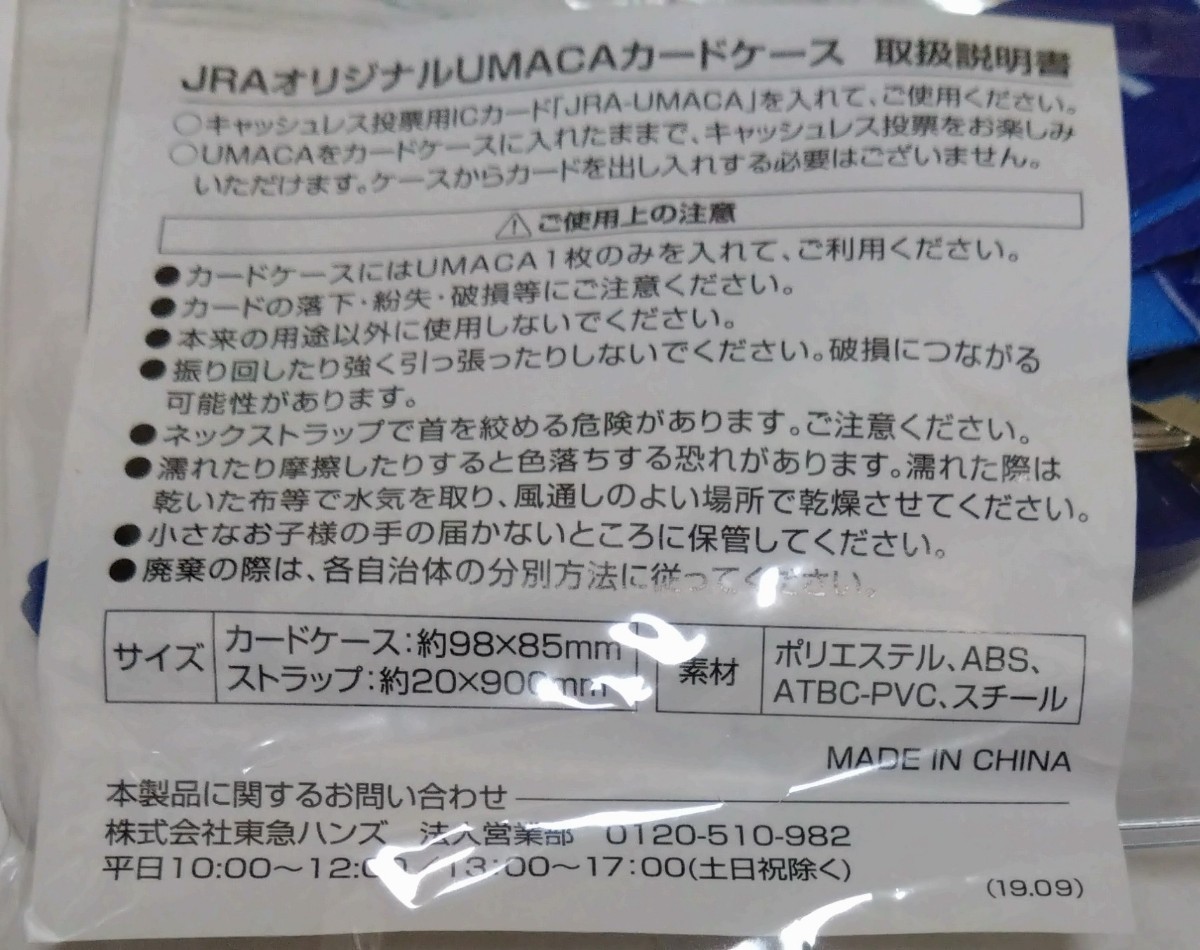 JRAオリジナルUMACAカードケース 取扱説明書
○キャッシュレス投票用ICカード「JRA-UMACA」を入れて、ご使用ください。
○UMACAをカードケースに入れたままで、キャッシュレス投票をお楽しみ
いただけます。ケースからカードを出し入れする必要はございません。
⚠ご使用上の注意
●カードケースにはUMACA1枚のみを入れて、ご利用ください。
●カードの落下・紛失・破損等にご注意ください。
●本来の用途以外に使用しないでください。
●振り回したり強く引っ張ったりしないでください。破損につながる
可能性があります。
●ネックストラップで首を絞める危険があります。ご注意ください。
●濡れたり摩擦したりすると色落ちする恐れがあります。濡れた際は
乾いた布等で水気を取り、風通しのよい場所で乾燥させてください。
●小さなお子様の手の届かないところに保管してください。
●廃棄の際は、各自治体の分別方法に従ってください。
サイズ
カードケース:約98×85mm
ストラップ:約20×900mm
素材
ポリエステル、ABS、
ATBC-PVC、スチール
MADE IN CHINA
本製品に関するお問い合わせ
株式会社東急ハンズ 法人営業部 0120-510-982
平日10:00〜12:00/13:00〜17:00(土日祝除く)
(19.09)